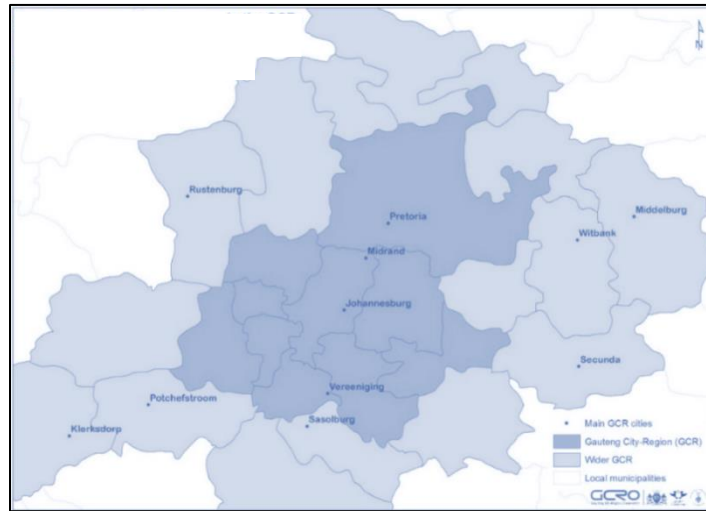 N
Rustenburg
Pretoria
Middelburg
Witbank
Midrand
Johannesburg
Secunda
Vereeniging
Potchefstroom
Sasolburg
Klerksdorp
Main GCR cities
Gauteng City-Region (GCR)
Wider GCR
Local municipalities
GCRO